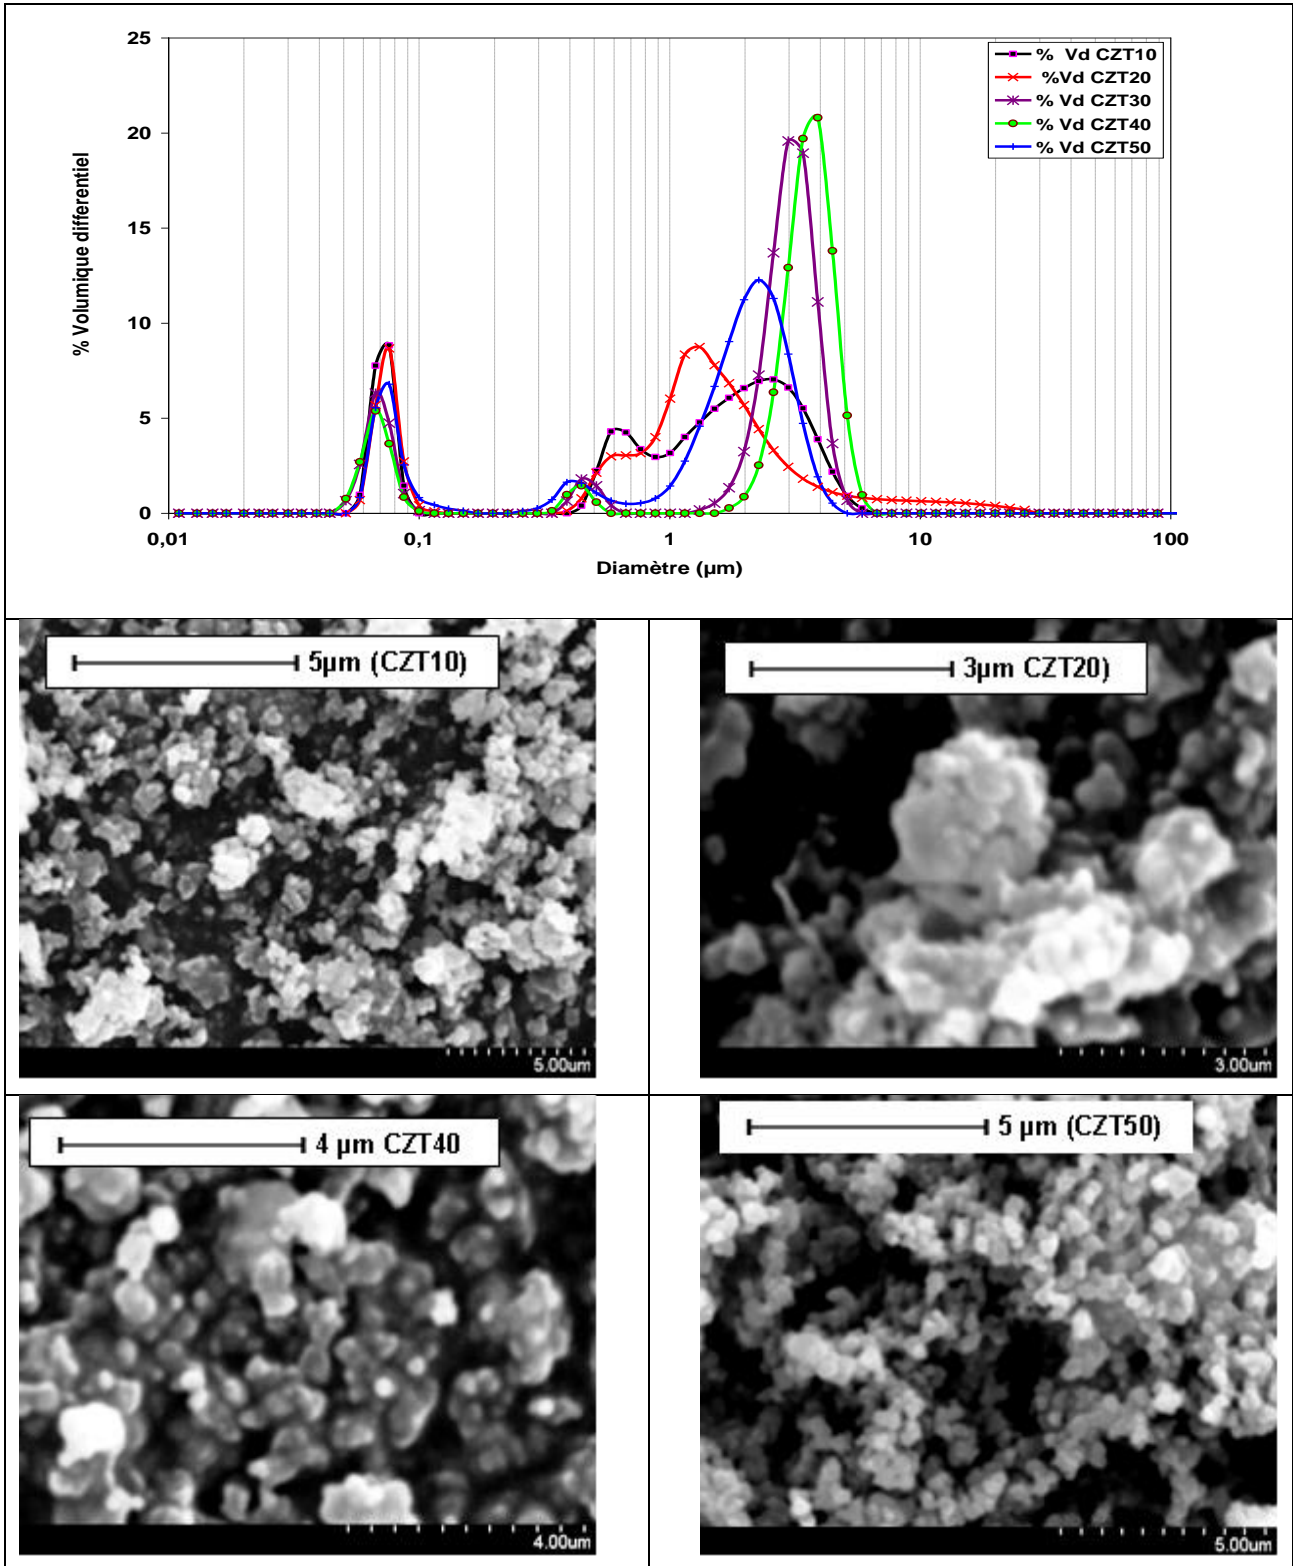 25
20
15
10
5
0
% Volumique differentiel
% Vd CZT10
%Vd CZT20
% Vd CZT30
% Vd CZT40
% Vd CZT50
0,01 0,1 1 10 100
Diamètre (µm)
5µm (CZT10)
5.00um
3µm CZT20)
3.00um
4 µm CZT40
4.00um
5 µm (CZT50)
5.00um